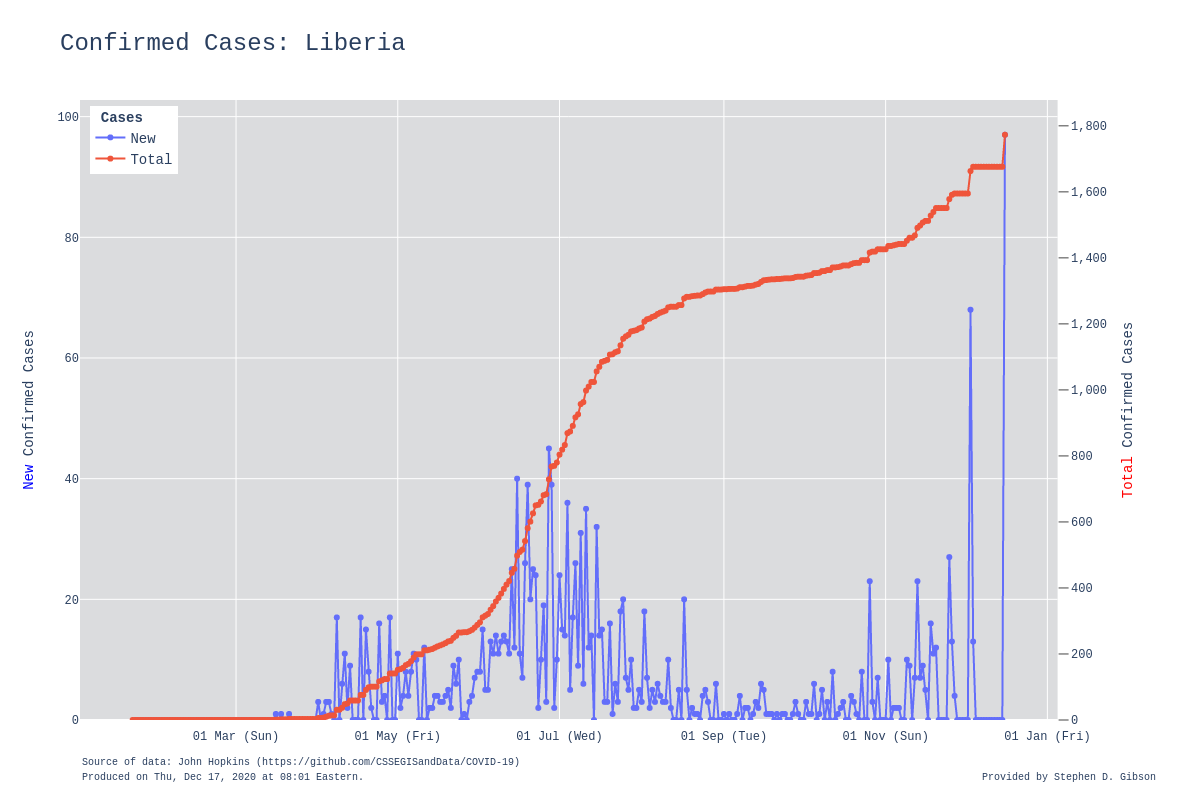 Confirmed Cases: Liberia
Cases
New
Total
100
80
60
40
20
0
1,800
1,600
1,400
1,200
1,000
800
600
400
200
0
New Confirmed Cases
Total Confirmed Cases
01 Mar (Sun)
01 May (Fri)
01 Jul (Wed)
01 Sep (Tue)
01 Nov (Sun)
01 Jan (Fri)
Source of data: John Hopkins (https://github.com/CSSEGISandData/COVID-19)
Produced on Thu, Dec 17, 2020 at 08:01 Eastern.
Provided by Stephen D. Gibson